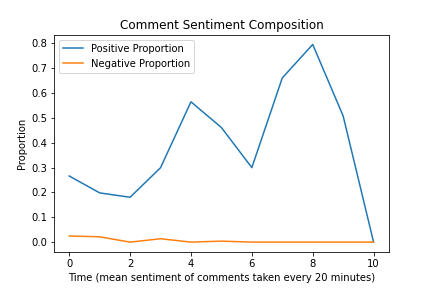 Comment Sentiment Composition
Positive Proportion
Negative Proportion
Proportion
0.8
0.7
0.6
0.5
0.4
0.3
0.2
0.1
0.0
0 2 4 6 8 10
Time (mean sentiment of comments taken every 20 minutes)